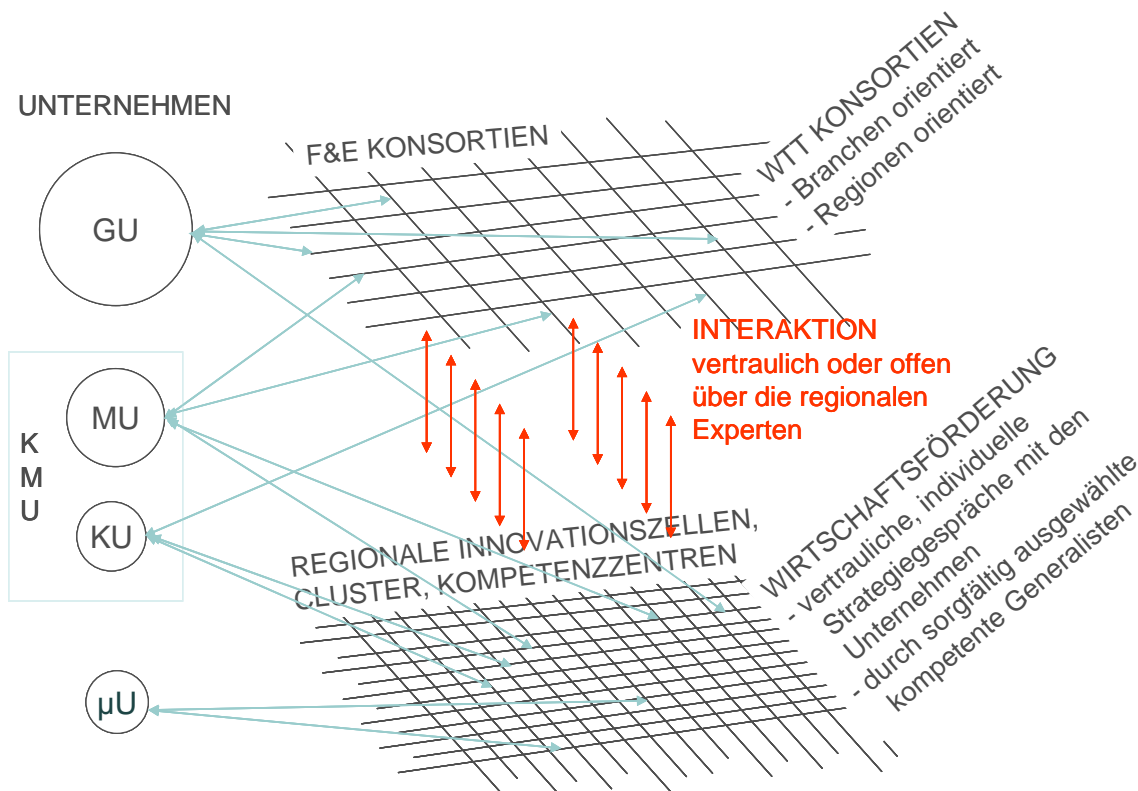 UNTERNEHMEN
GU
K
M
U
MU
KU
µU
F&E KONSORTIEN
WTT KONSORTIEN
- Branchen orientiert
- Regionen orientiert
INTERAKTION
vertraulich oder offen
über die regionalen
Experten
REGIONALE INNOVATIONSZELLEN,
CLUSTER, KOMPETENZZENTREN
WIRTSCHAFTSFÖRDERUNG
- vertrauliche, individuelle
Strategiegespräche mit den
Unternehmen
- durch sorgfältig ausgewählte
kompetente Generalisten